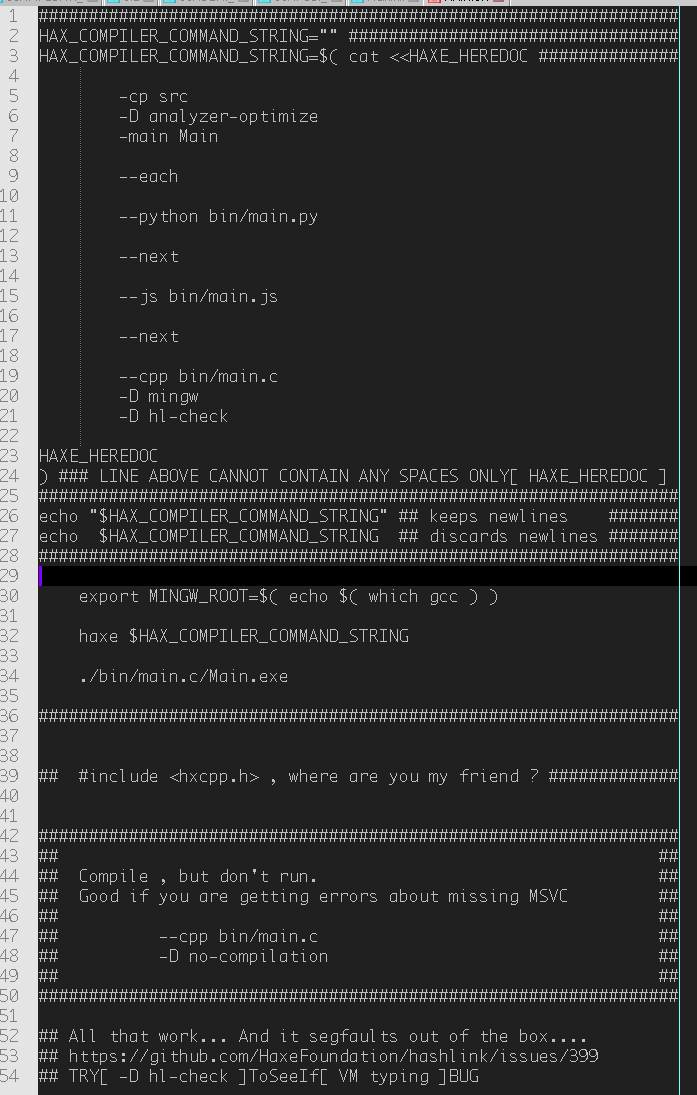 1 ################################################################
2 HAX_COMPILER_COMMAND_STRING="" #################################
3 HAX_COMPILER_COMMAND_STRING=$( cat <<HAXE_HEREDOC ##############
4
5 -cp src
6 -D analyzer-optimize
7 -main Main
8
9 --each
10
11 --python bin/main.py
12
13 --next
14
15 --js bin/main.js
16
17 --next
18
19 --cpp bin/main.c
20 -D mingw
21 -D hl-check
22
23 HAXE_HEREDOC
24 ) ### LINE ABOVE CANNOT CONTAIN ANY SPACES ONLY[ HAXE_HEREDOC ]
25 ################################################################
26 echo "$HAX_COMPILER_COMMAND_STRING" ## keeps newlines    #######
27 echo  $HAX_COMPILER_COMMAND_STRING  ## discards newlines #######
28 ################################################################
29
30 export MINGW_ROOT=$( echo $( which gcc ) )
31
32 haxe $HAX_COMPILER_COMMAND_STRING
33
34 ./bin/main.c/Main.exe
35
36 ################################################################
37
38
39 ##  #include <hxcpp.h> , where are you my friend ? #############
40
41
42 ################################################################
43 ##                                                            ##
44 ##  Compile , but don't run.                                  ##
45 ##  Good if you are getting errors about missing MSVC         ##
46 ##                                                            ##
47 ##          --cpp bin/main.c                                  ##
48 ##          -D no-compilation                                 ##
49 ##                                                            ##
50 ################################################################
51
52 ## All that work... And it segfaults out of the box....
53 ## https://github.com/HaxeFoundation/hashlink/issues/399
54 ## TRY[ -D hl-check ]ToSeeIf[ VM typing ]BUG